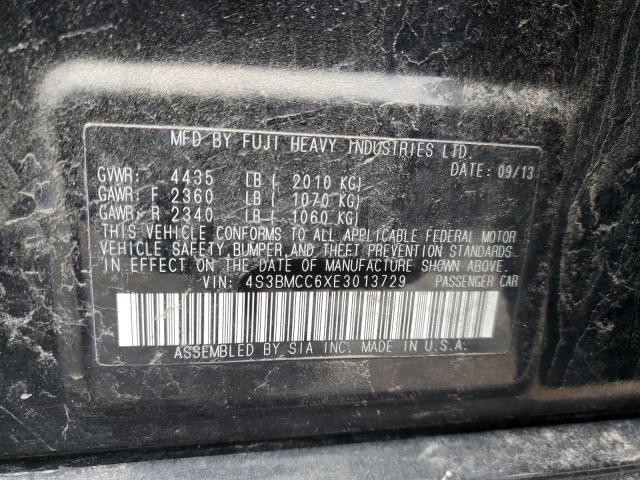 MFD BY FUJI HEAVY INDUSTRIES LTD.
DATE: 09/13
GVWR: 4435 LB ( 2010 KG)
GAWR: F 2360 LB ( 1070 KG)
GAWR: R 2340 LB ( 1060 KG)
THIS VEHICLE CONFORMS TO ALL APPLICABLE FEDERAL MOTOR
VEHICLE SAFETY, BUMPER, AND THEFT PREVENTION STANDARDS
IN EFFECT ON THE DATE OF MANUFACTURE SHOWN ABOVE.
VIN: 4S3BMCC6XE3013729 PASSENGER CAR
ASSEMBLED BY SIA INC. MADE IN U.S.A.